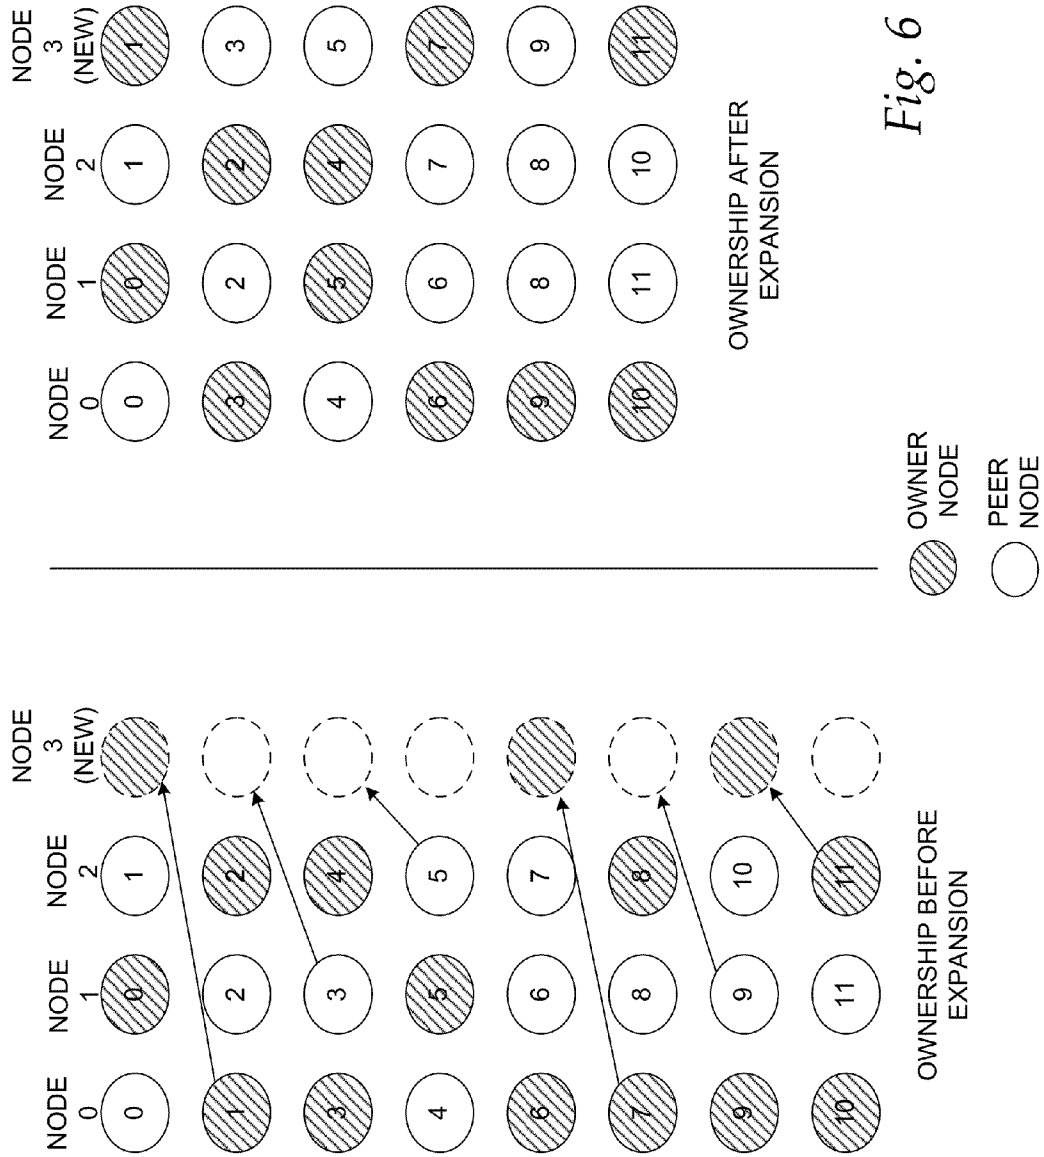 NODE 0 NODE 1 NODE 2 NODE 3 (NEW)
0 0 1
1 2 2
3 3 4
4 5 5
6 6 7
7 8 8
9 9 10
10 11 11
OWNERSHIP BEFORE
EXPANSION
NODE 0 NODE 1 NODE 2 NODE 3 (NEW)
0 0 1 1
3 2 2 3
4 5 4 5
6 6 7 7
9 8 8 9
10 11 10 11
OWNERSHIP AFTER
EXPANSION
OWNER
NODE
PEER
NODE
Fig. 6